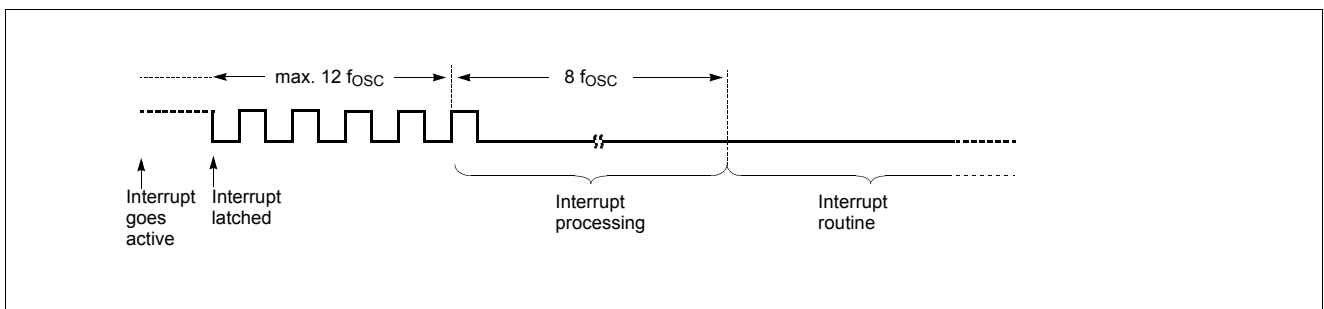 max. 12 fOSC
8 fOSC
Interrupt
goes
active
Interrupt
latched
Interrupt
processing
Interrupt
routine